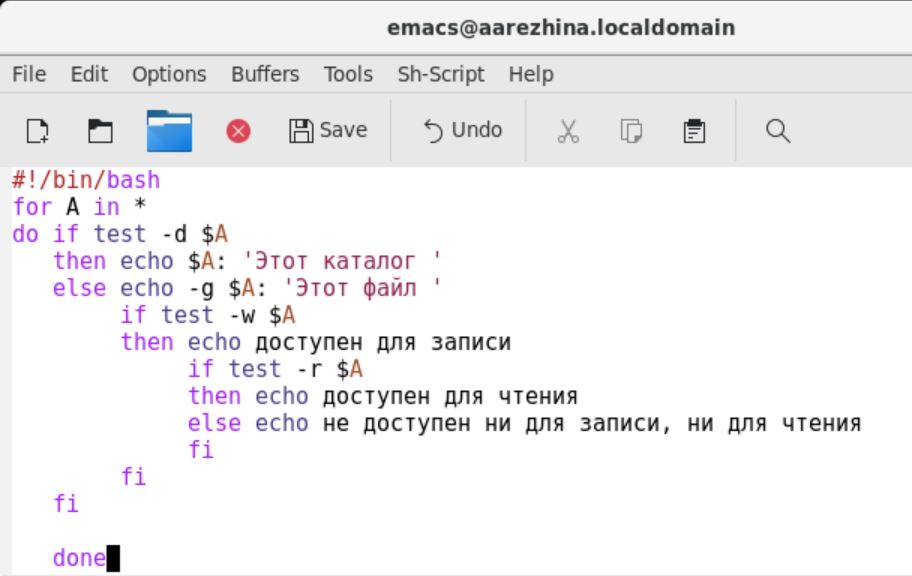 emacs@aarezhina.localdomain
File Edit Options Buffers Tools Sh-Script Help
Save Undo
#!/bin/bash
for A in *
do if test -d $A
   then echo $A: 'Этот каталог '
   else echo -g $A: 'Этот файл '
        if test -w $A
        then echo доступен для записи
             if test -r $A
             then echo доступен для чтения
             else echo не доступен ни для записи, ни для чтения
             fi
        fi
   fi

   done